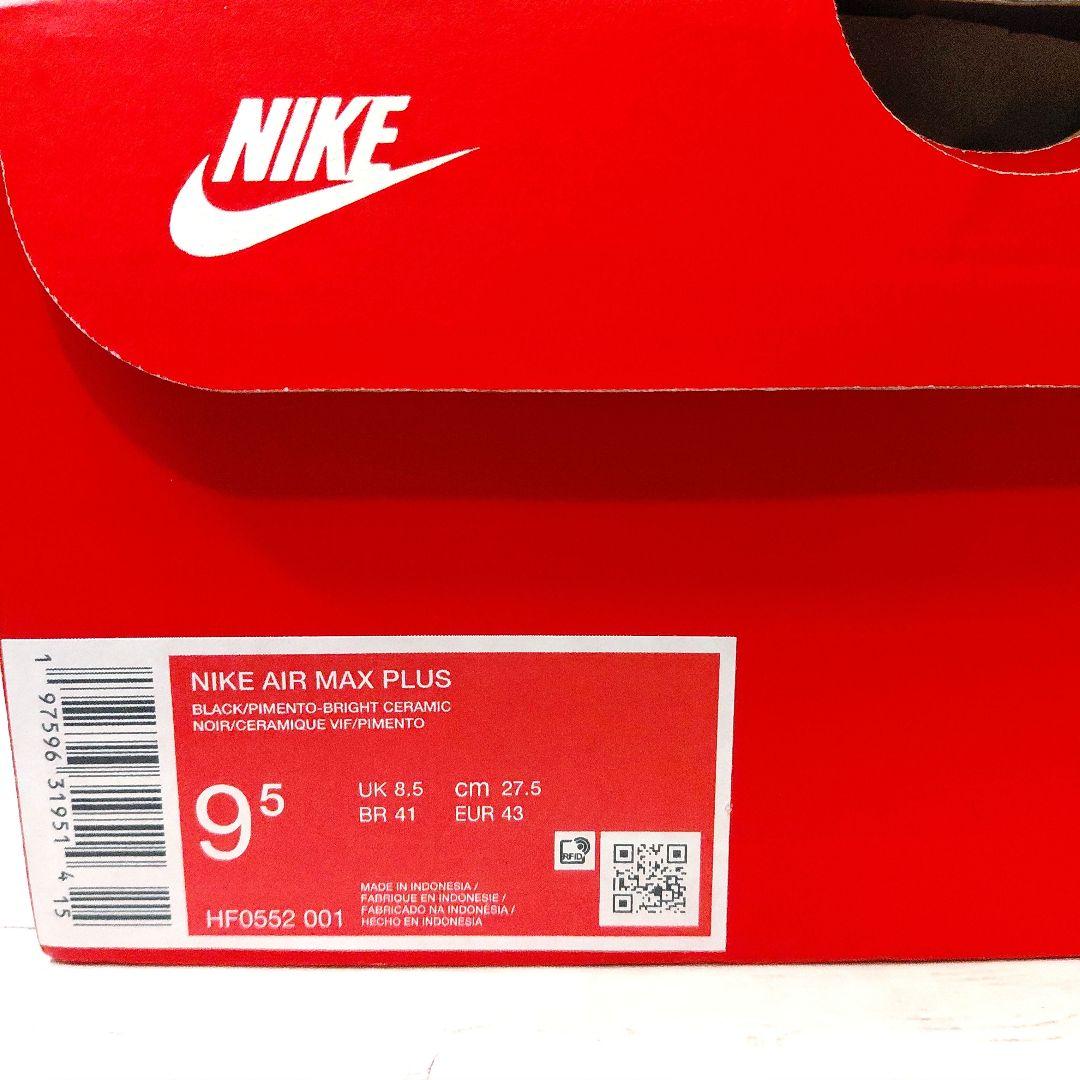 NIKE
NIKE AIR MAX PLUS
BLACK/PIMENTO-BRIGHT CERAMIC
NOIR/CERAMIQUE VIF/PIMENTO
9⁵
UK 8.5 cm 27.5
BR 41 EUR 43
RFID
MADE IN INDONESIA /
FABRIQUE EN INDONESIE /
FABRICADO NA INDONÉSIA /
HECHO EN INDONESIA
HF0552 001
1 97596 31951 4 15